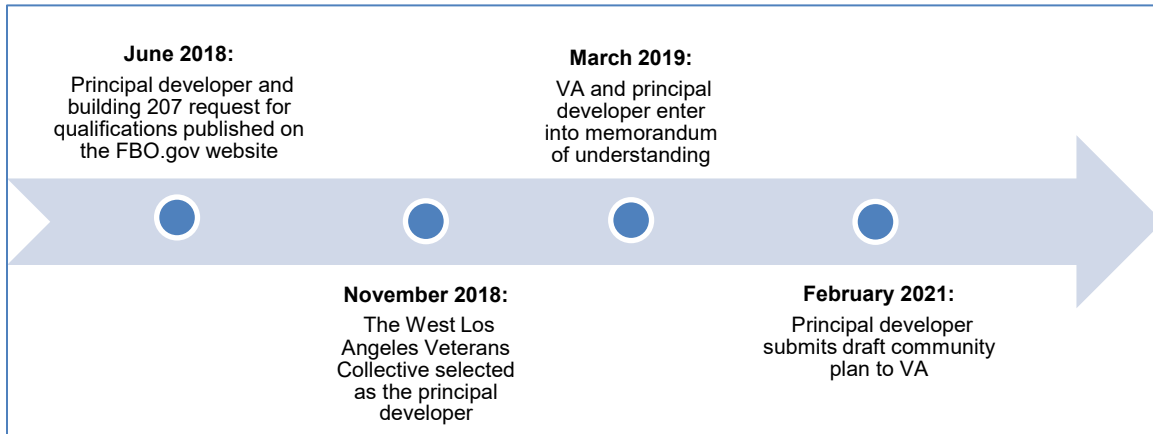 June 2018:
Principal developer and
building 207 request for
qualifications published on
the FBO.gov website
March 2019:
VA and principal
developer enter
into memorandum
of understanding
November 2018:
The West Los
Angeles Veterans
Collective selected
as the principal
developer
February 2021:
Principal developer
submits draft community
plan to VA